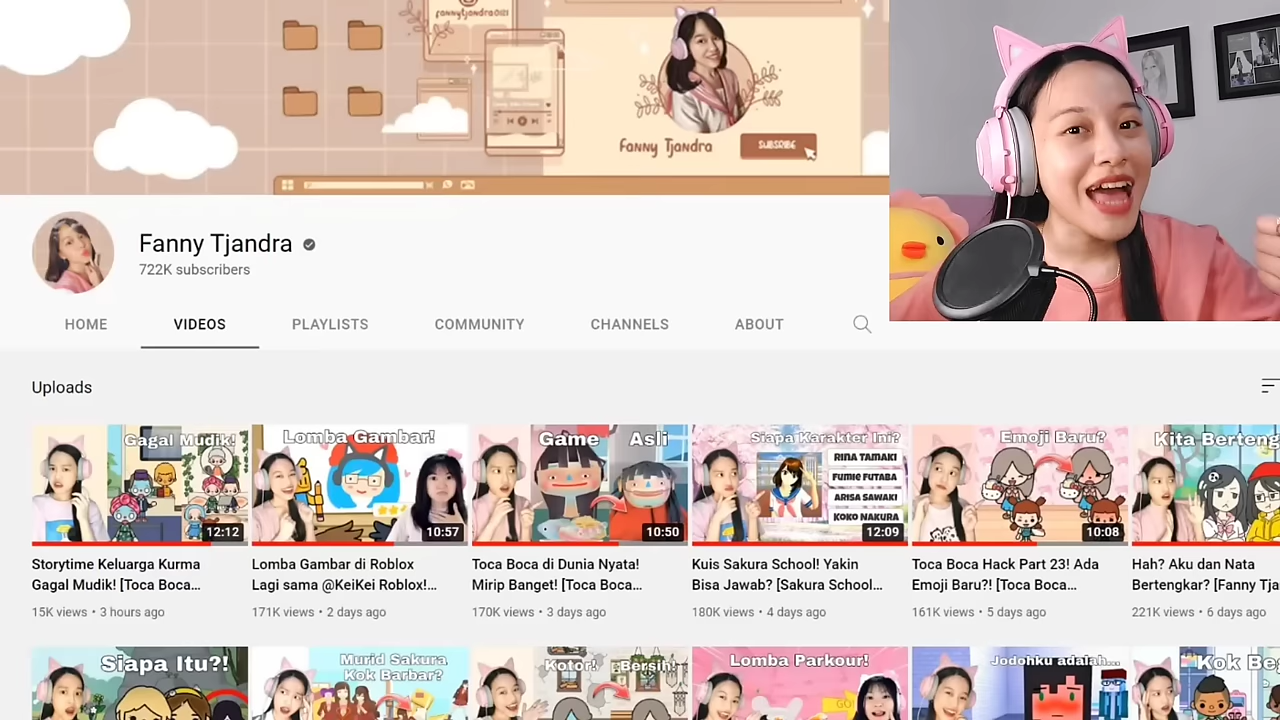 fannytjandra0101
Fanny Tjandra
SUBSCRIBE
Fanny Tjandra
722K subscribers
HOME
VIDEOS
PLAYLISTS
COMMUNITY
CHANNELS
ABOUT
Uploads
Gagal Mudik!
12:12
Lomba Gambar!
10:57
Game Asli
10:50
Siapa Karakter Ini?
RINA TAMAKI
FUMIE FUTABA
ARISA SAWAKI
KOKO NAKURA
12:09
Emoji Baru?
10:08
Kita Berteng
Storytime Keluarga Kurma
Gagal Mudik! [Toca Boca...
15K views • 3 hours ago
Lomba Gambar di Roblox
Lagi sama @KeiKei Roblox!...
171K views • 2 days ago
Toca Boca di Dunia Nyata!
Mirip Banget! [Toca Boca...
170K views • 3 days ago
Kuis Sakura School! Yakin
Bisa Jawab? [Sakura School...
180K views • 4 days ago
Toca Boca Hack Part 23! Ada
Emoji Baru?! [Toca Boca...
161K views • 5 days ago
Hah? Aku dan Nata
Bertengkar? [Fanny Tja
221K views • 6 days ago
Siapa Itu?!
Murid Sakura
Kok Barbar?
Kotor! Bersih!
Lomba Parkour!
GO!
Jodohku adalah...
Kok Be